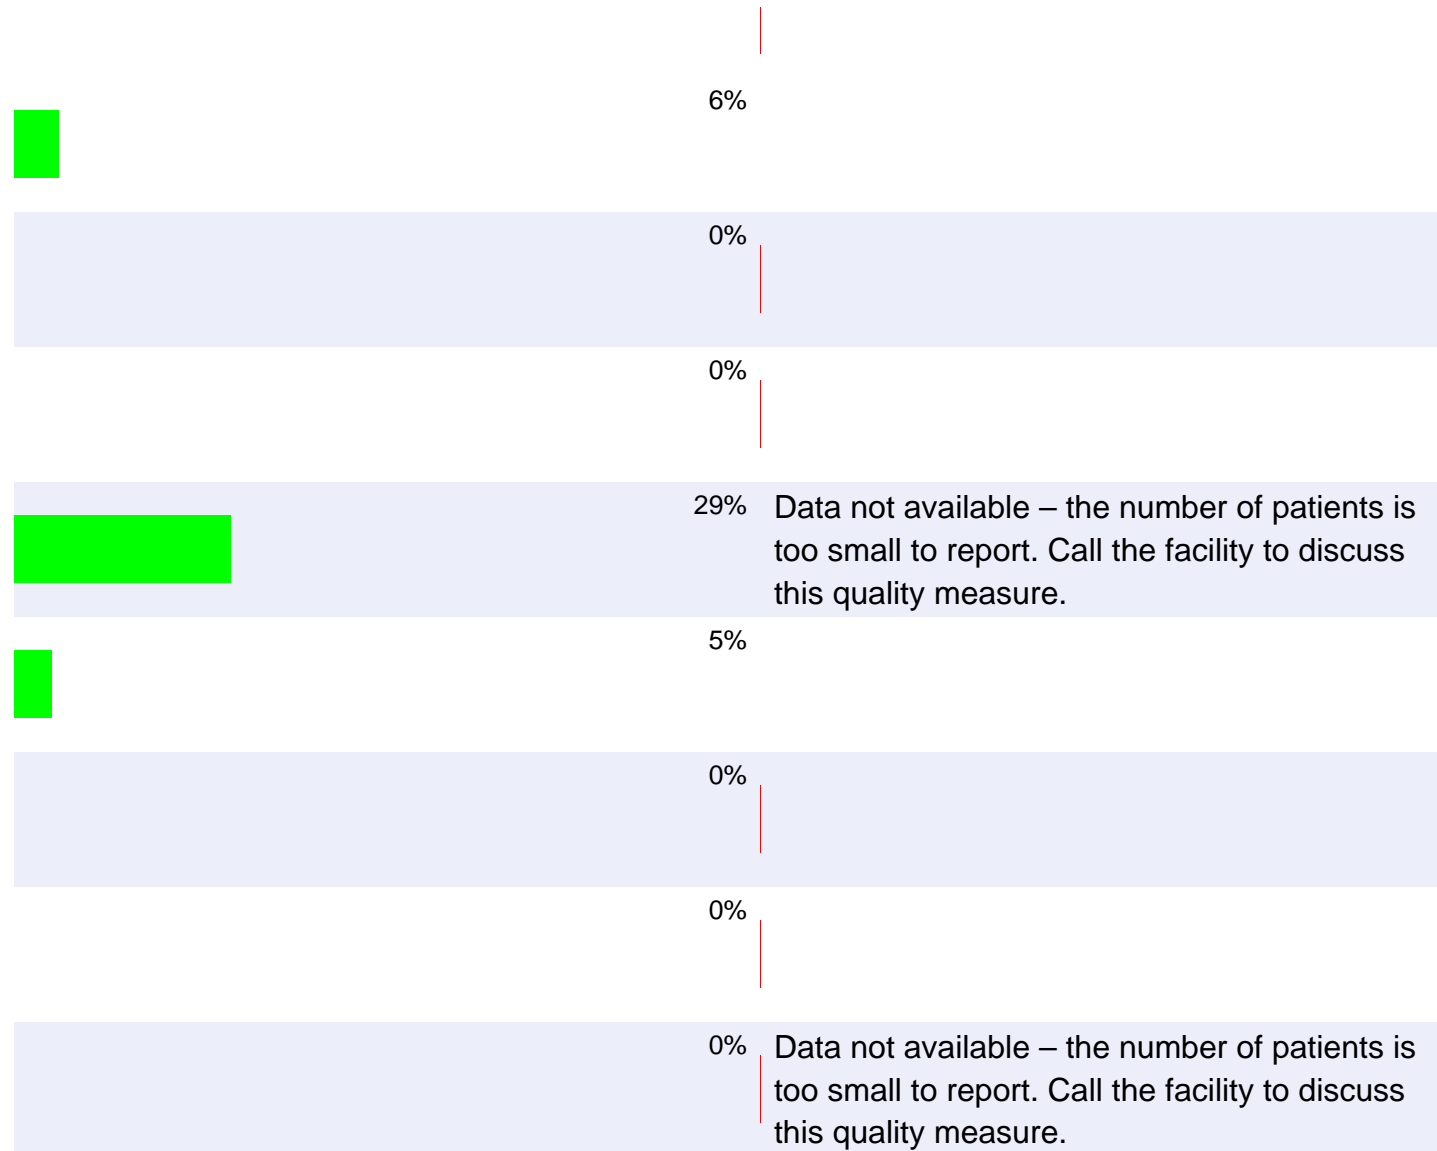 6%
0%
0%
29%
Data not available – the number of patients is
too small to report. Call the facility to discuss
this quality measure.
5%
0%
0%
0%
Data not available – the number of patients is
too small to report. Call the facility to discuss
this quality measure.